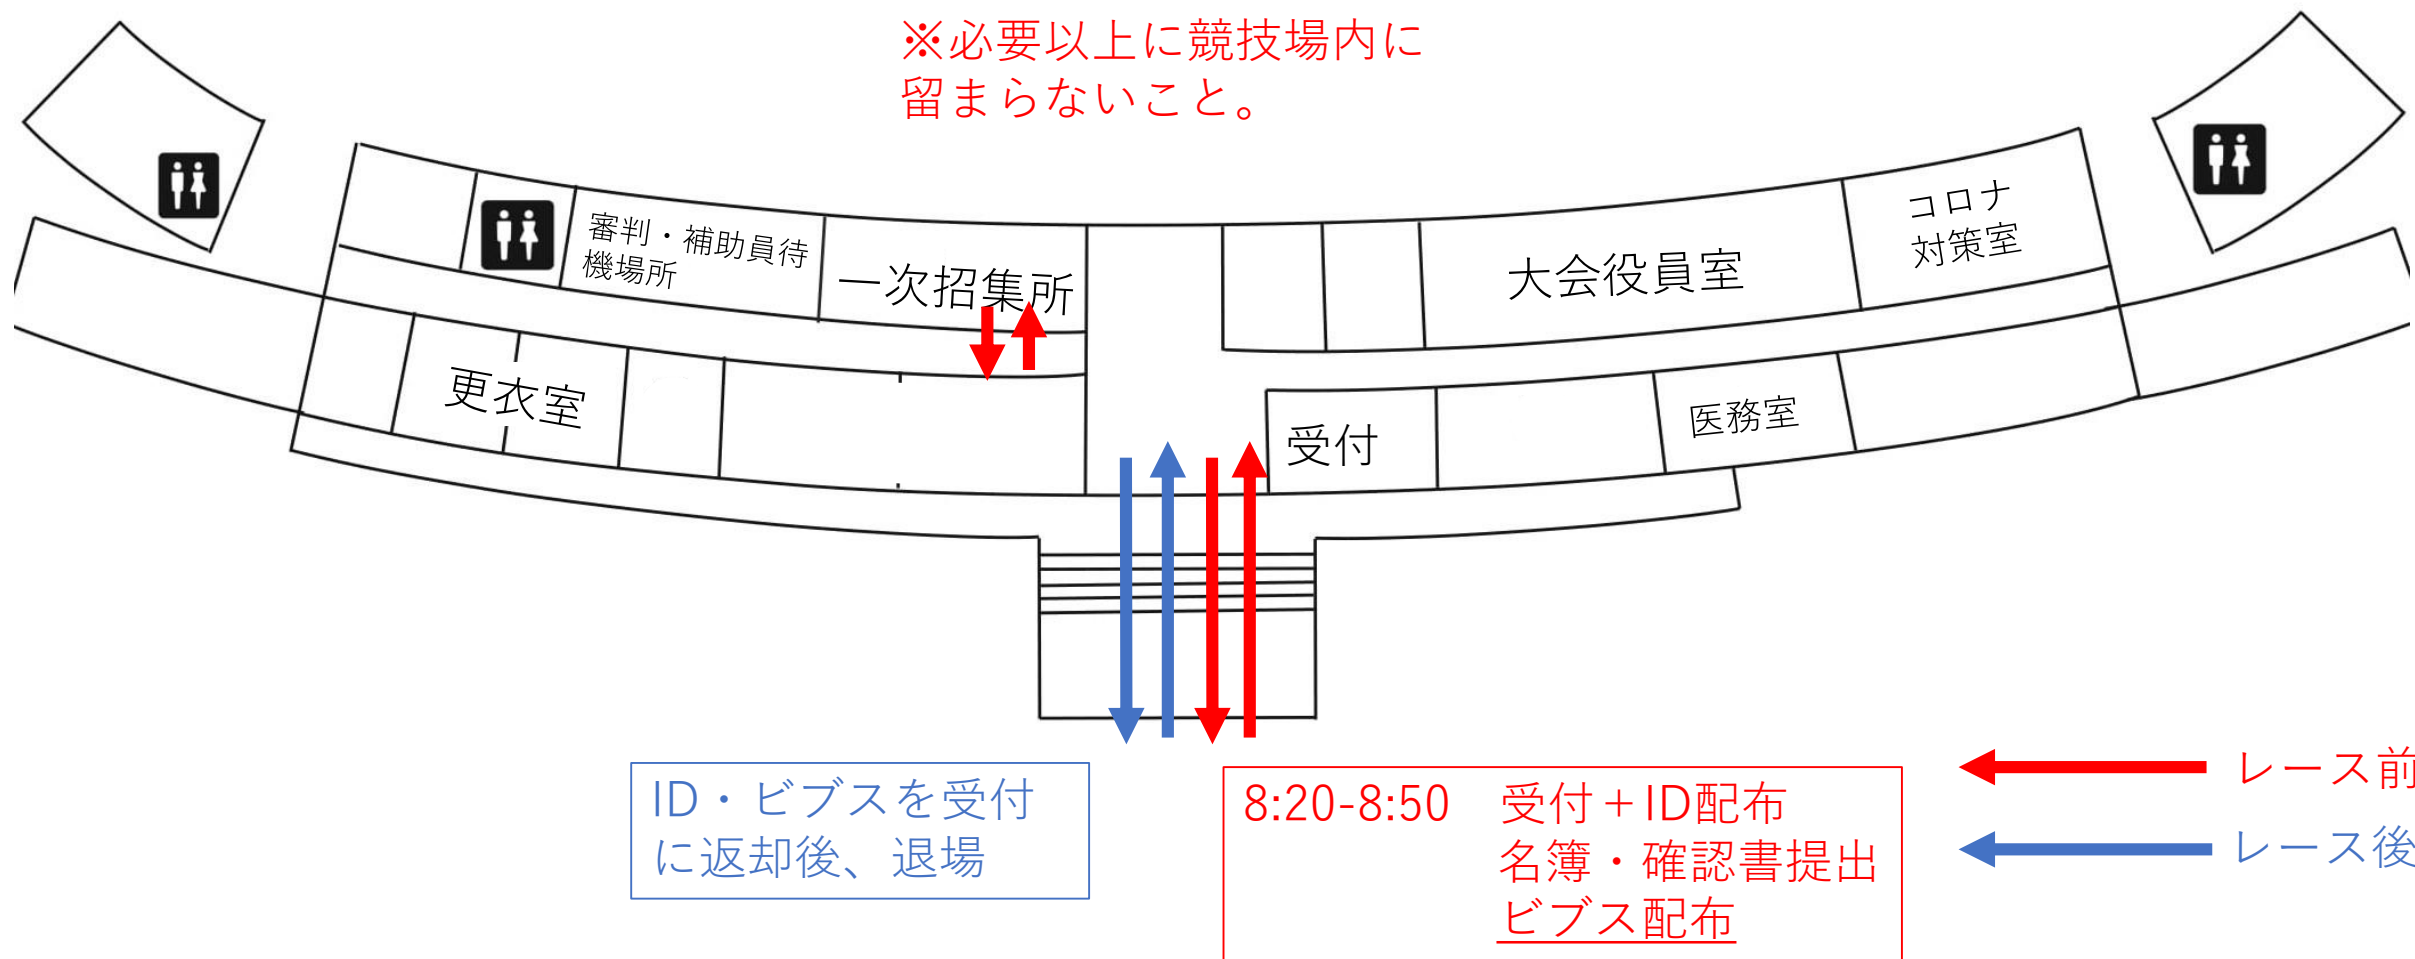 ※必要以上に競技場内に
留まらないこと。
審判・補助員待
機場所
一次招集所
大会役員室
コロナ
対策室
更衣室
受付
医務室
ID・ビブスを受付
に返却後、退場
8:20-8:50　受付＋ID配布
名簿・確認書提出
ビブス配布
レース前
レース後